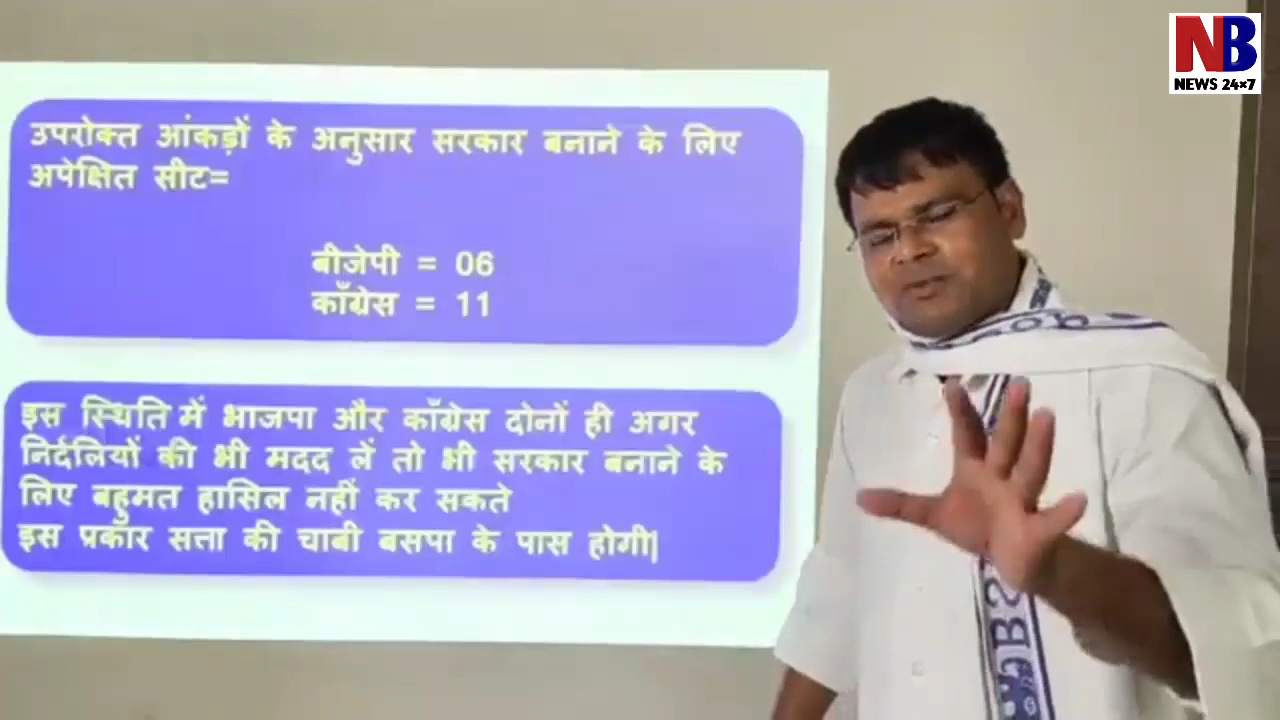 NB
NEWS 24×7
उपरोक्त आंकड़ों के अनुसार सरकार बनाने के लिए
अपेक्षित सीट=
बीजेपी = 06
काँग्रेस = 11
इस स्थिति में भाजपा और काँग्रेस दोनों ही अगर
निर्दलियों की भी मदद लें तो भी सरकार बनाने के
लिए बहुमत हासिल नहीं कर सकते
इस प्रकार सत्ता की चाबी बसपा के पास होगी|